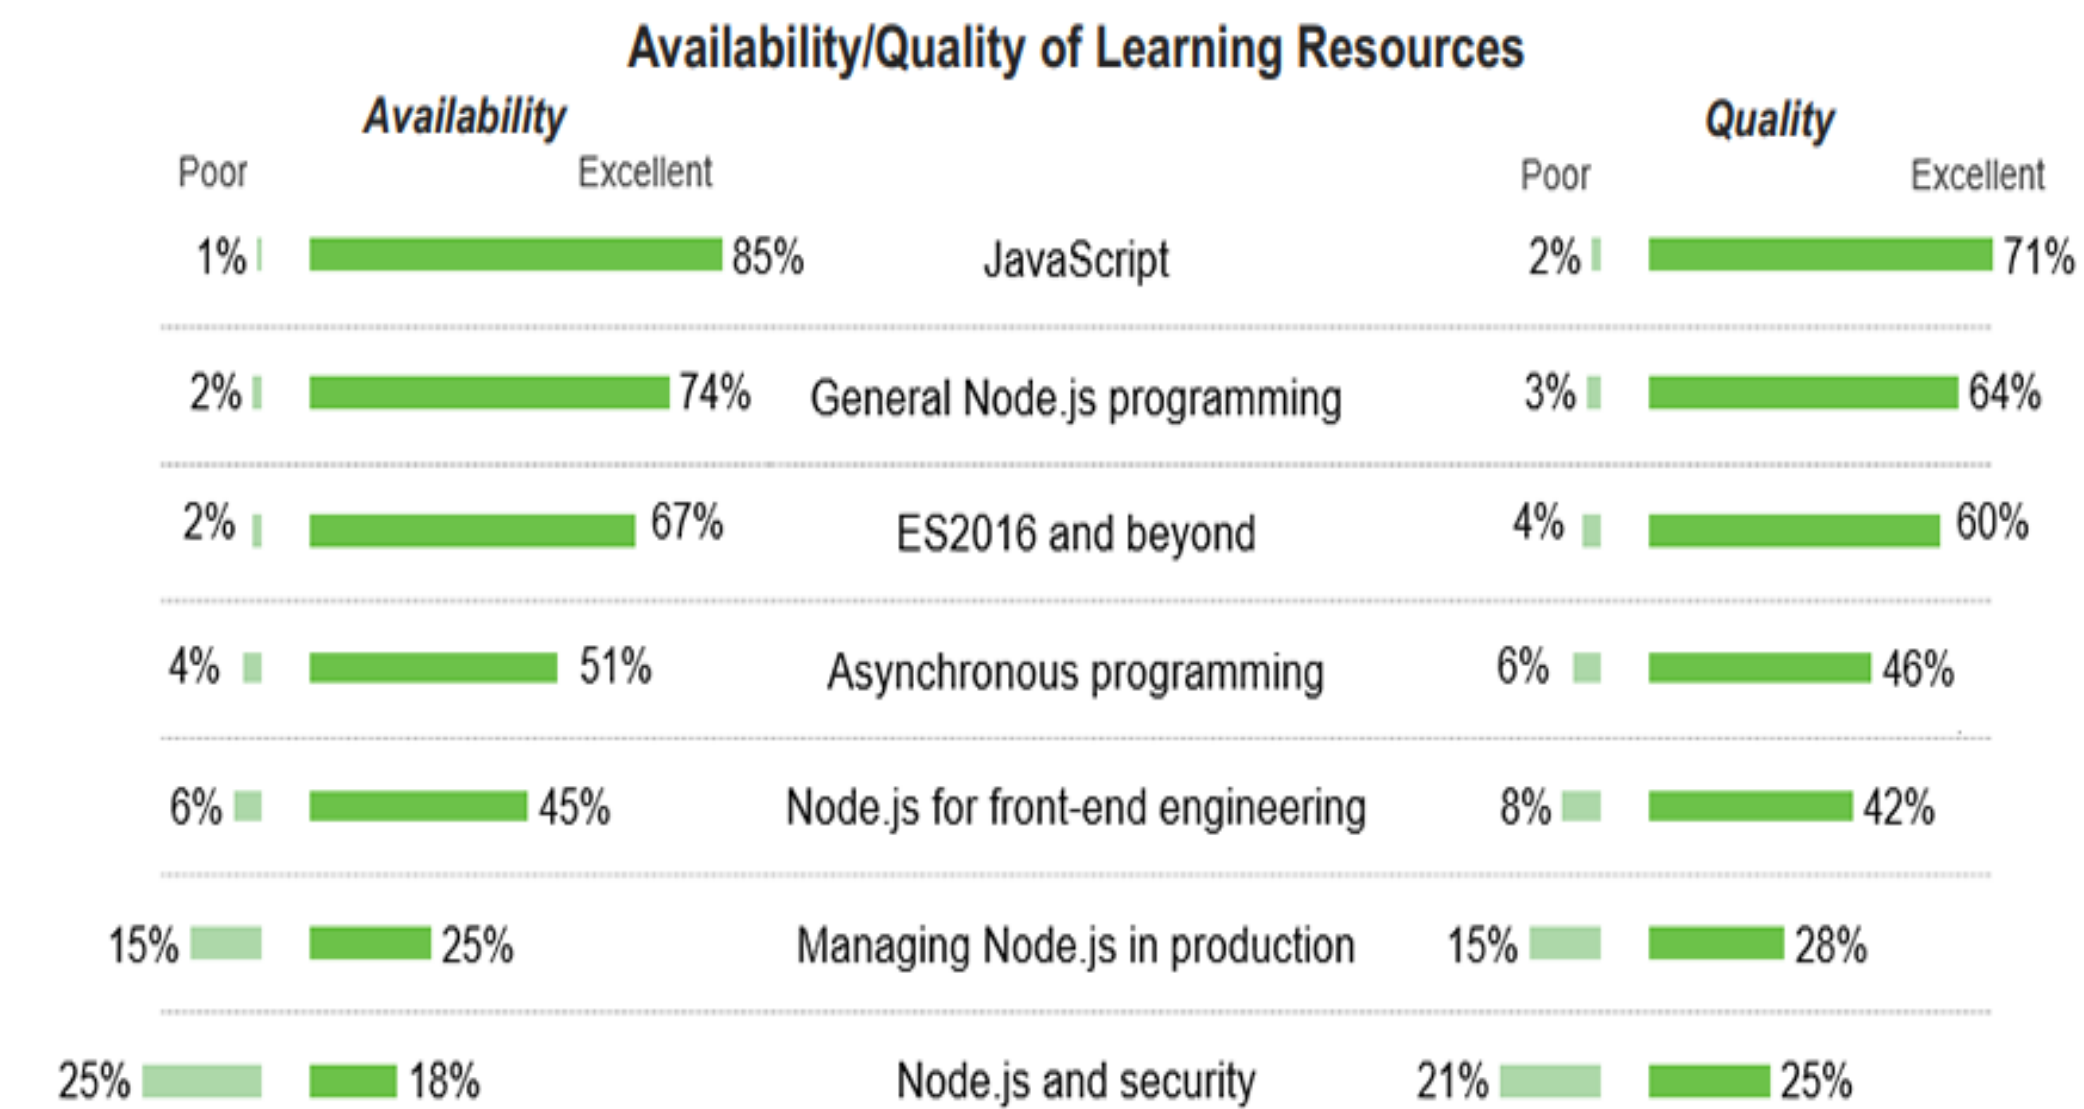 Availability/Quality of Learning Resources
Availability Quality
Poor Excellent Poor Excellent
1% 85% JavaScript 2% 71%
2% 74% General Node.js programming 3% 64%
2% 67% ES2016 and beyond 4% 60%
4% 51% Asynchronous programming 6% 46%
6% 45% Node.js for front-end engineering 8% 42%
15% 25% Managing Node.js in production 15% 28%
25% 18% Node.js and security 21% 25%